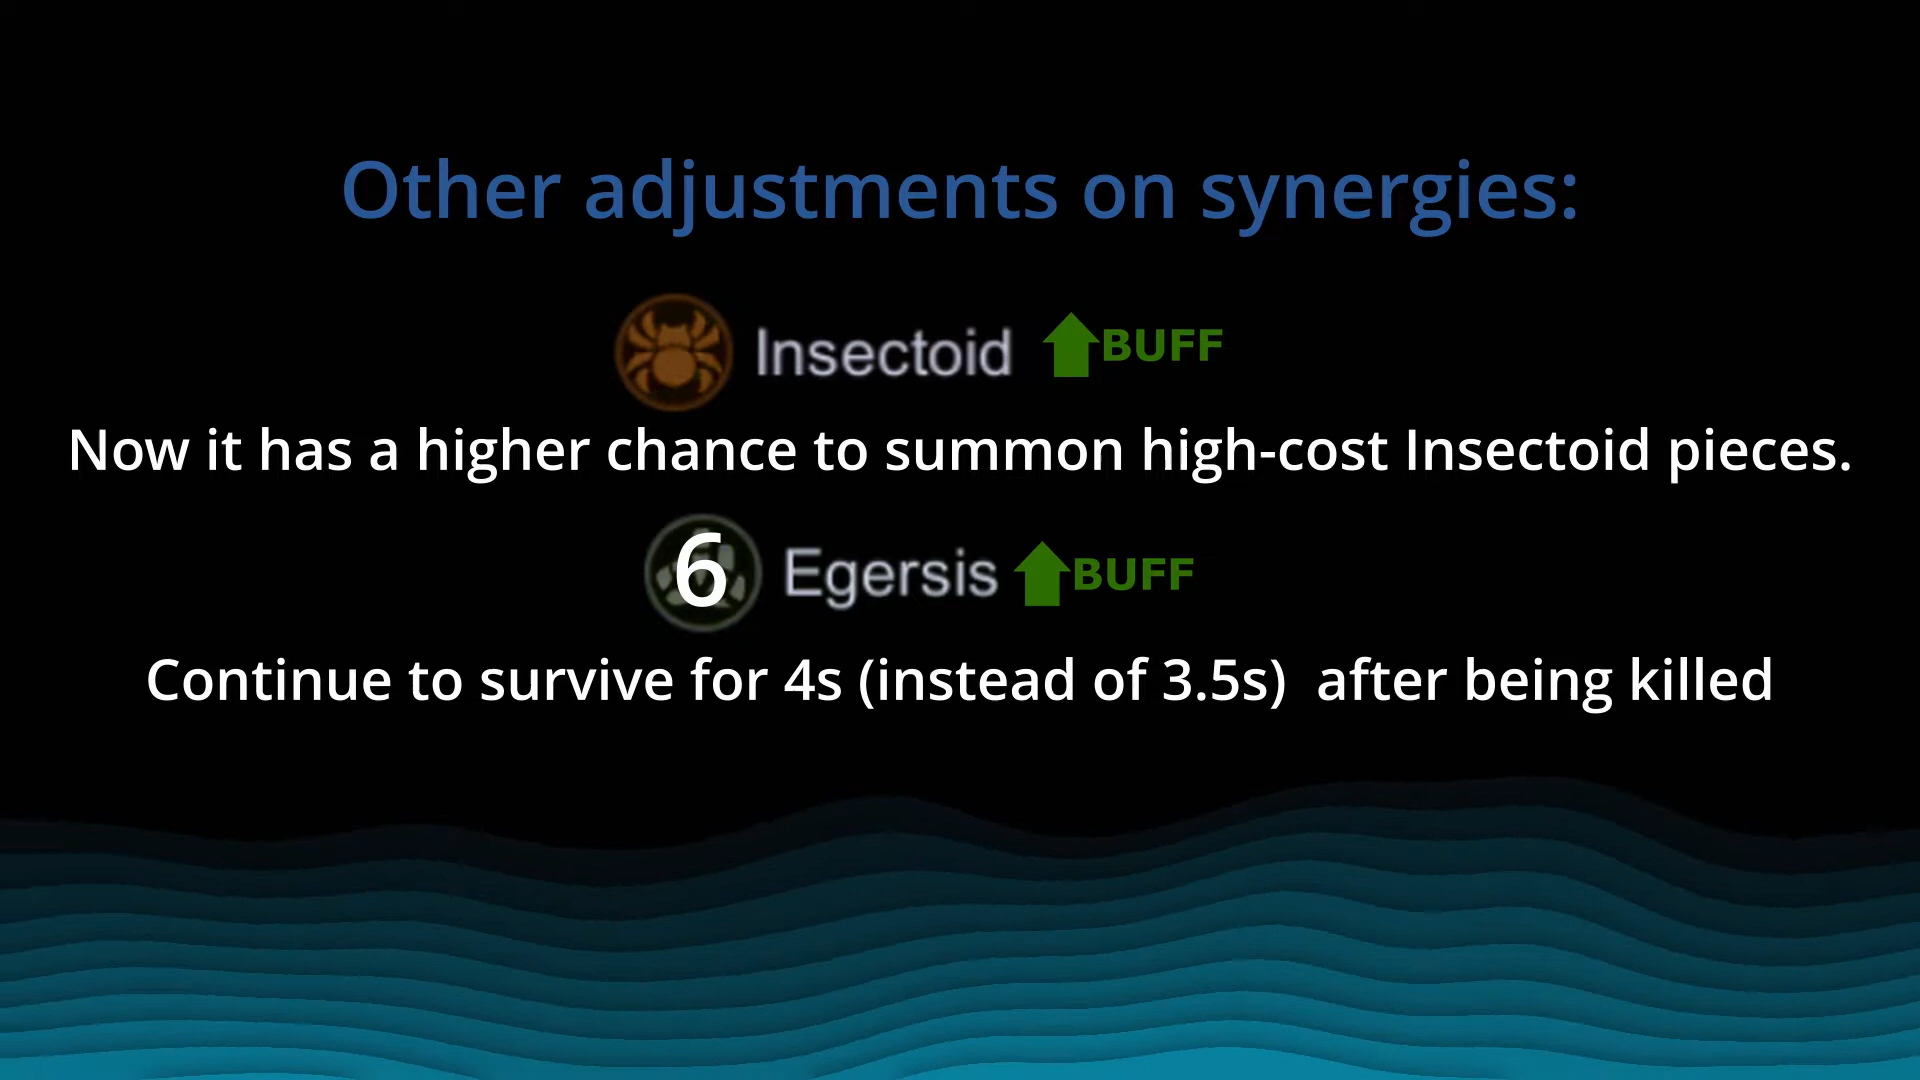 Other adjustments on synergies:
Insectoid BUFF
Now it has a higher chance to summon high-cost Insectoid pieces.
6 Egersis BUFF
Continue to survive for 4s (instead of 3.5s)  after being killed